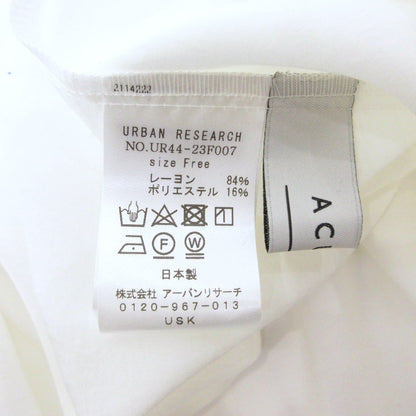 2114222
URBAN RESEARCH
NO.UR44-23F007
size Free
レーヨン 84%
ポリエステル 16%
F W
日本製
株式会社 アーバンリサーチ
0120-967-013
USK
AC